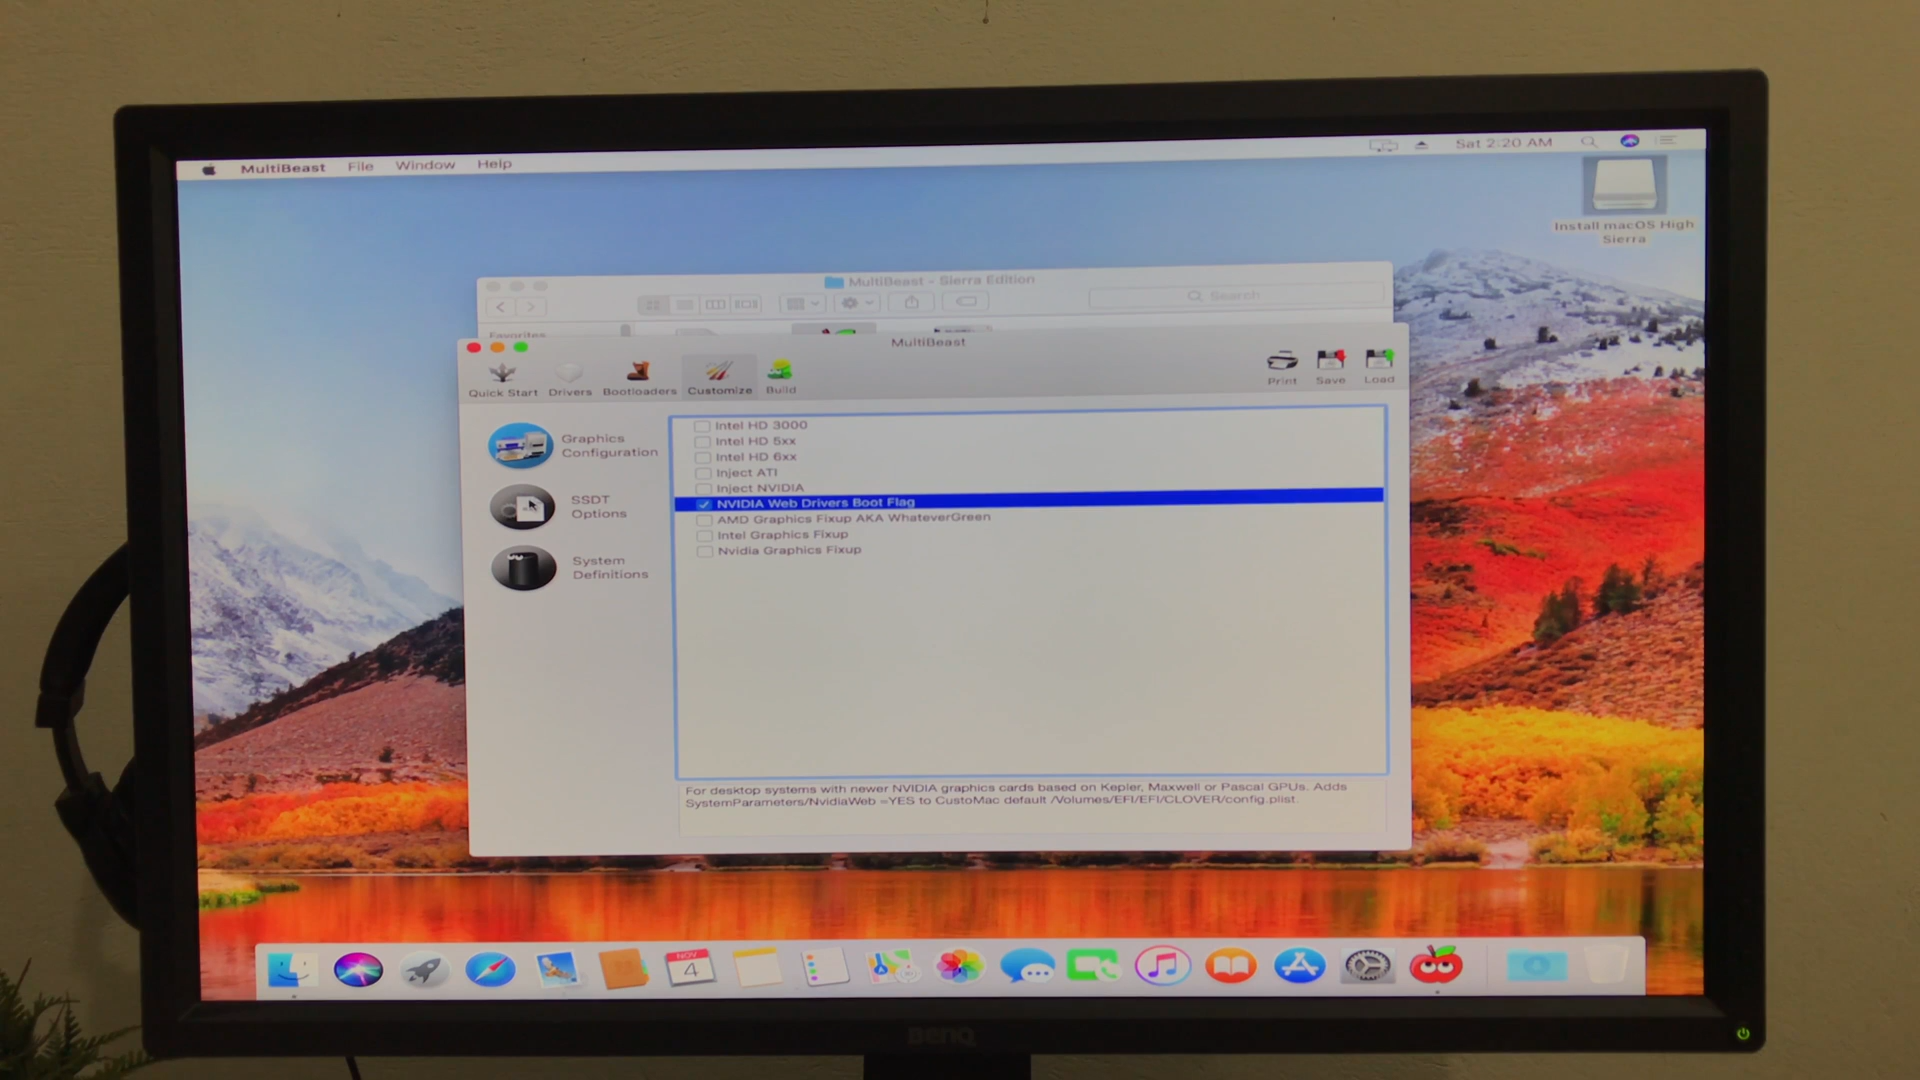 MultiBeast File Window Help
Sat 2:20 AM
Install macOS High
Sierra
MultiBeast - Sierra Edition
Search
Favorites
MultiBeast
Quick Start Drivers Bootloaders Customize Build
Print Save Load
Graphics
Configuration
SSDT
Options
System
Definitions
Intel HD 3000
Intel HD 5xx
Intel HD 6xx
Inject ATI
Inject NVIDIA
NVIDIA Web Drivers Boot Flag
AMD Graphics Fixup AKA WhateverGreen
Intel Graphics Fixup
Nvidia Graphics Fixup
For desktop systems with newer NVIDIA graphics cards based on Kepler, Maxwell or Pascal GPUs. Adds
SystemParameters/NvidiaWeb =YES to CustoMac default /Volumes/EFI/EFI/CLOVER/config.plist.
NOV
4
BenQ